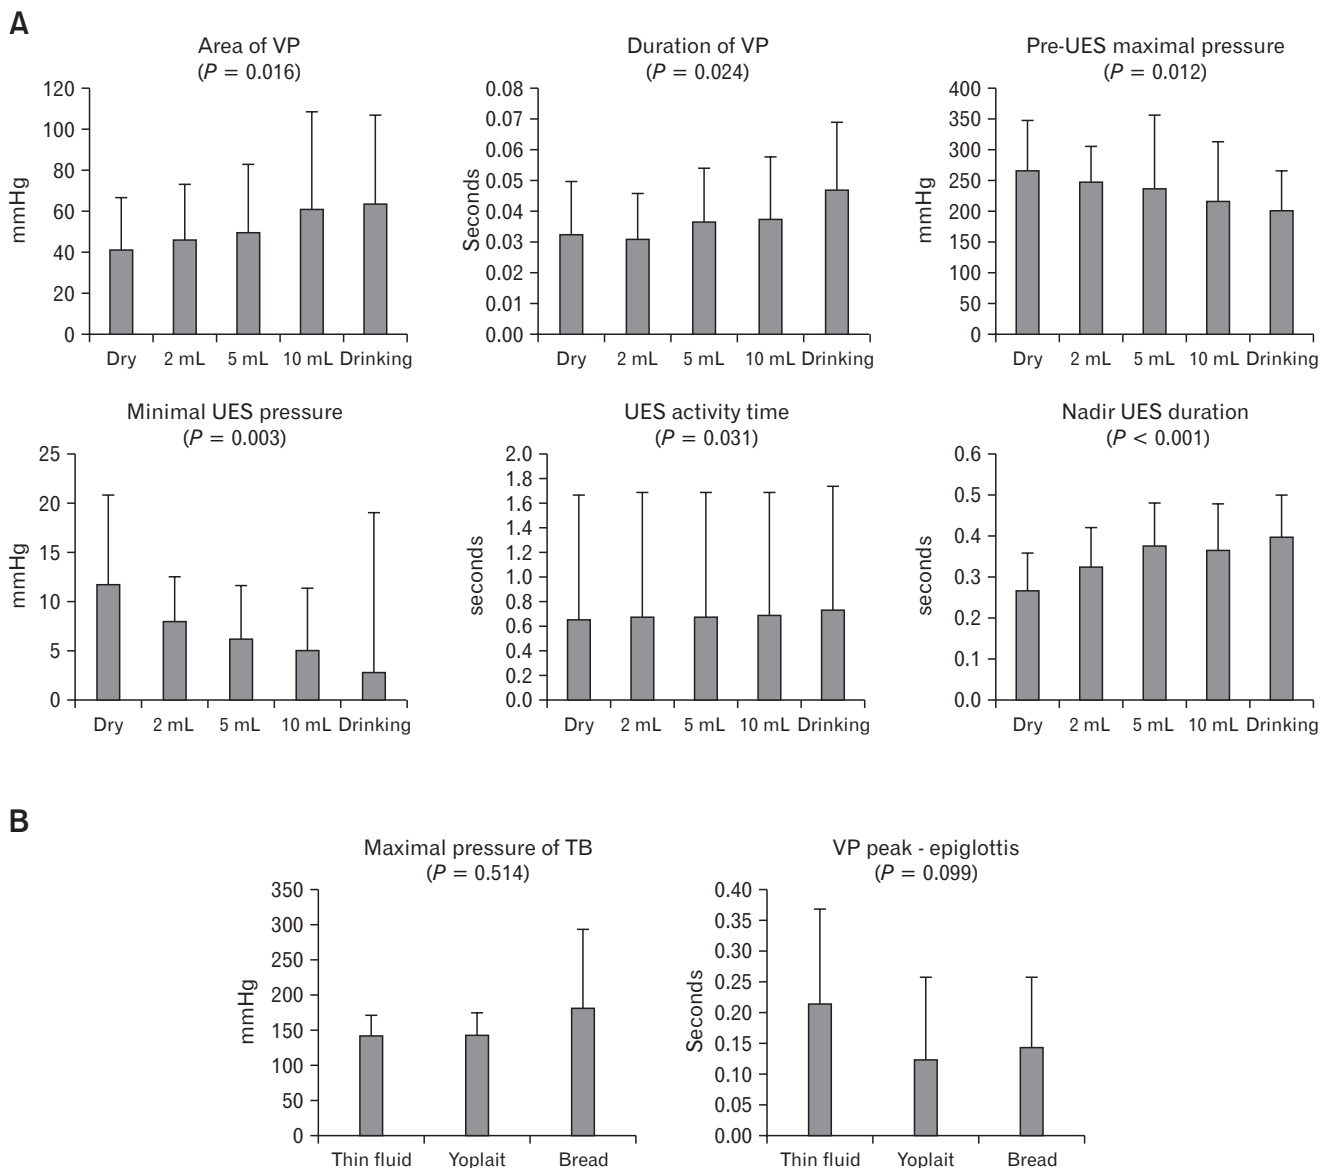 A
Area of VP
(P = 0.016)
mmHg
120
100
80
60
40
20
0
Dry 2 mL 5 mL 10 mL Drinking
Duration of VP
(P = 0.024)
Seconds
0.08
0.07
0.06
0.05
0.04
0.03
0.02
0.01
0.00
Dry 2 mL 5 mL 10 mL Drinking
Pre-UES maximal pressure
(P = 0.012)
mmHg
400
350
300
250
200
150
100
50
0
Dry 2 mL 5 mL 10 mL Drinking
Minimal UES pressure
(P = 0.003)
mmHg
25
20
15
10
5
0
Dry 2 mL 5 mL 10 mL Drinking
UES activity time
(P = 0.031)
seconds
2.0
1.8
1.6
1.4
1.2
1.0
0.8
0.6
0.4
0.2
0.0
Dry 2 mL 5 mL 10 mL Drinking
Nadir UES duration
(P < 0.001)
seconds
0.6
0.5
0.4
0.3
0.2
0.1
0.0
Dry 2 mL 5 mL 10 mL Drinking
B
Maximal pressure of TB
(P = 0.514)
mmHg
350
300
250
200
150
100
50
0
Thin fluid Yoplait Bread
VP peak - epiglottis
(P = 0.099)
Seconds
0.40
0.35
0.30
0.25
0.20
0.15
0.10
0.05
0.00
Thin fluid Yoplait Bread